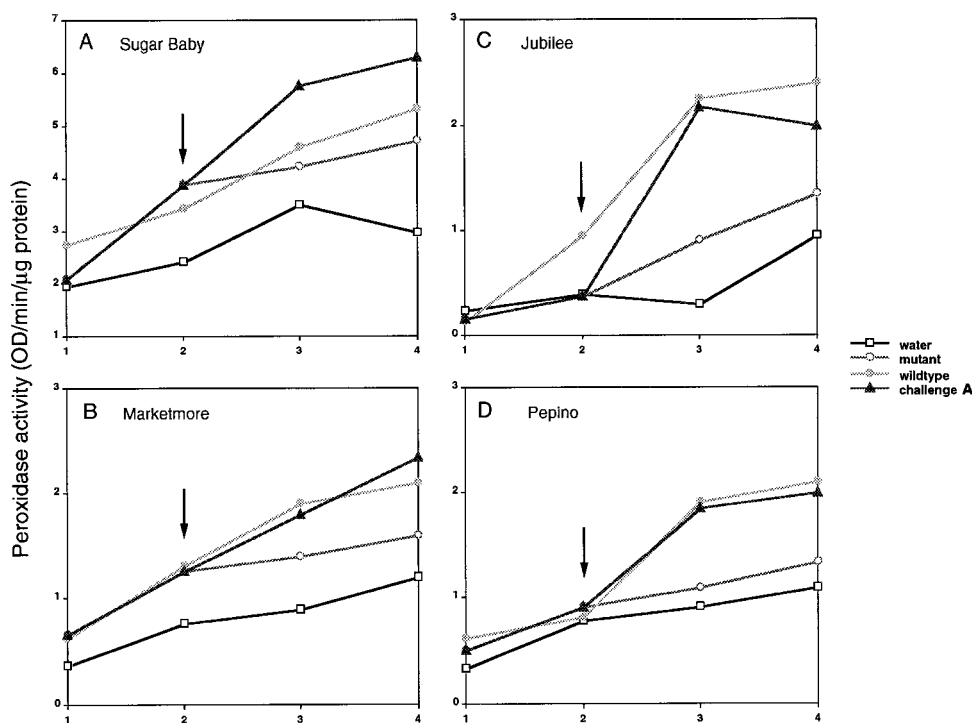 Peroxidase activity (OD/min/µg protein)
A Sugar Baby
7
6
5
4
3
2
1
1 2 3 4
C Jubilee
3
2
1
0
1 2 3 4
B Marketmore
3
2
1
0
1 2 3 4
D Pepino
3
2
1
0
1 2 3 4
water
mutant
wildtype
challenge A